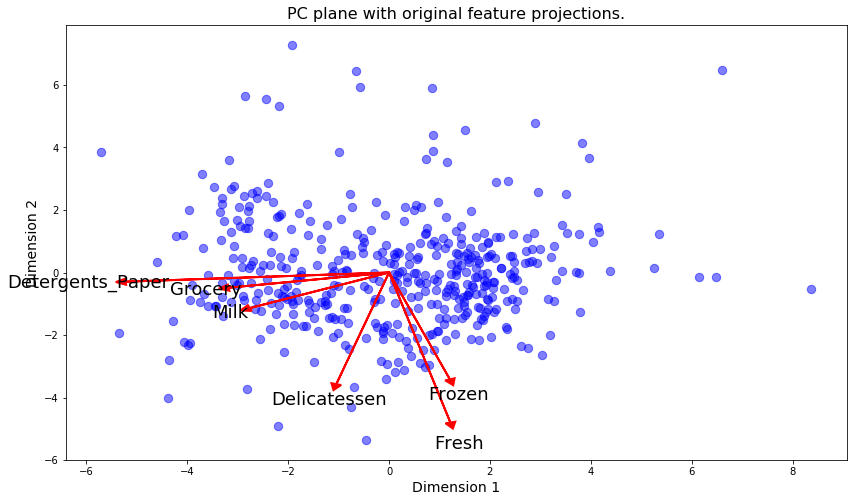 PC plane with original feature projections.
Dimension 2
6
4
2
0
−2
−4
−6
Detergents_Paper
Grocery
Milk
Delicatessen
Frozen
Fresh
−6
−4
−2
0
2
4
6
8
Dimension 1